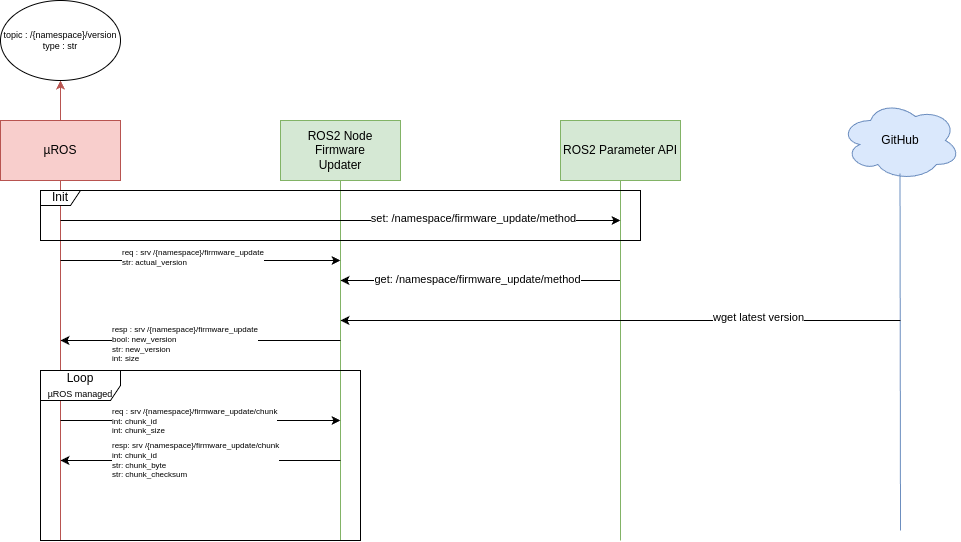 topic : /{namespace}/version
type : str
µROS
ROS2 Node
Firmware
Updater
ROS2 Parameter API
GitHub
Init
set: /namespace/firmware_update/method
req : srv /{namespace}/firmware_update
str: actual_version
get: /namespace/firmware_update/method
wget latest version
resp : srv /{namespace}/firmware_update
bool: new_version
str: new_version
int: size
Loop
µROS managed
req : srv /{namespace}/firmware_update/chunk
int: chunk_id
int: chunk_size
resp: srv /{namespace}/firmware_update/chunk
int: chunk_id
str: chunk_byte
str: chunk_checksum